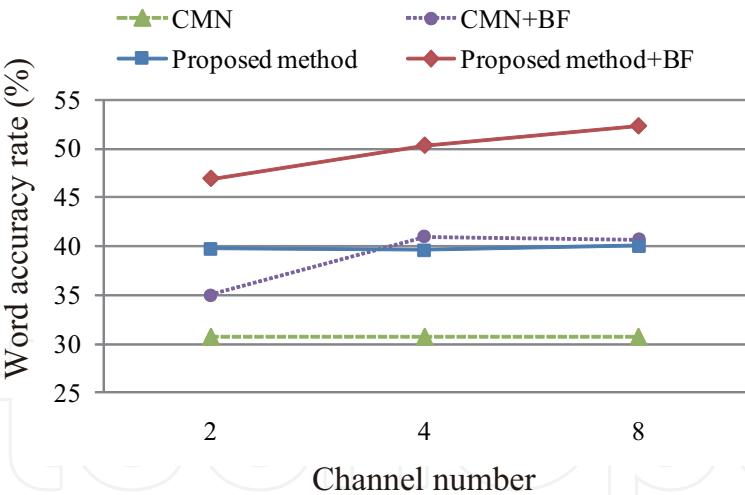 CMN CMN+BF
Proposed method Proposed method+BF
Word accuracy rate (%)
55
50
45
40
35
30
25
2 4 8
Channel number